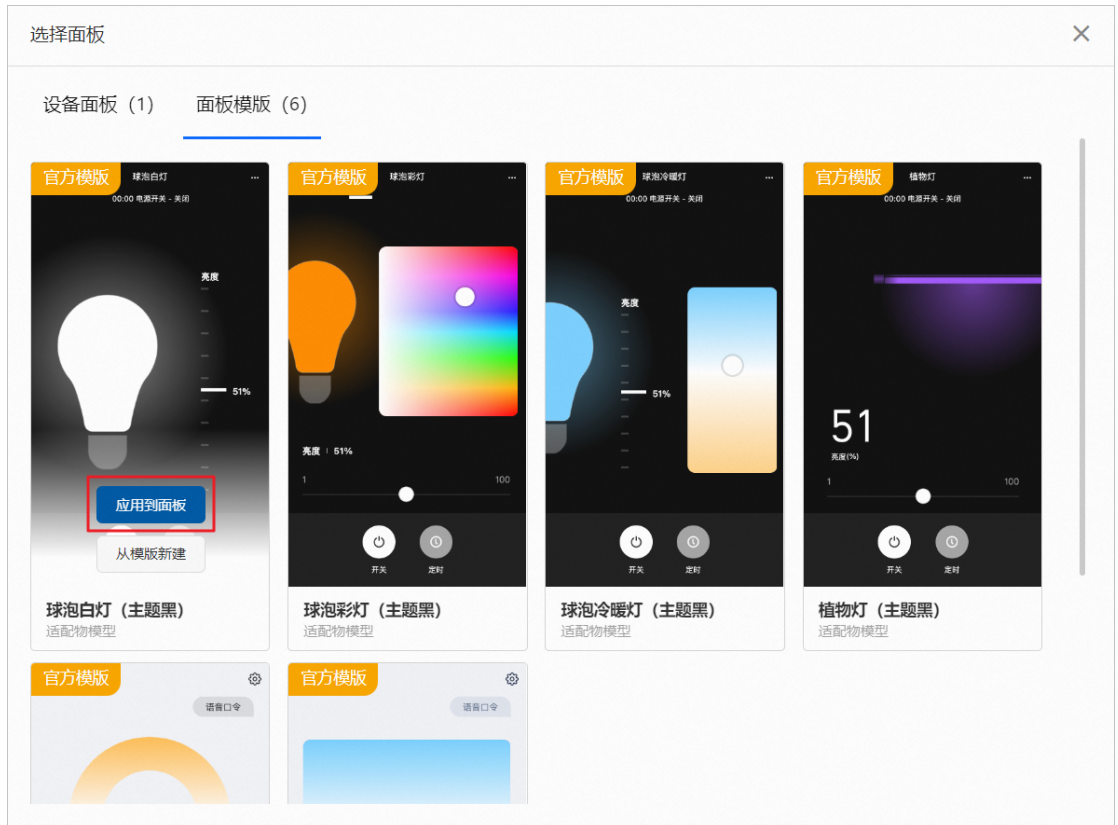 选择面板
设备面板（1） 面板模版（6）
官方模版 球泡白灯 ...
00:00 电源开关 - 关闭
亮度
51%
应用到面板
从模版新建
球泡白灯（主题黑）
适配物模型
官方模版 球泡彩灯 ...
亮度 | 51%
1 100
开关 定时
球泡彩灯（主题黑）
适配物模型
官方模版 球泡冷暖灯 ...
00:00 电源开关 - 关闭
亮度
51%
开关 定时
球泡冷暖灯（主题黑）
适配物模型
官方模版 植物灯 ...
00:00 电源开关 - 关闭
51
亮度(%)
1 100
开关 定时
植物灯（主题黑）
适配物模型
官方模版
语音口令
官方模版
语音口令